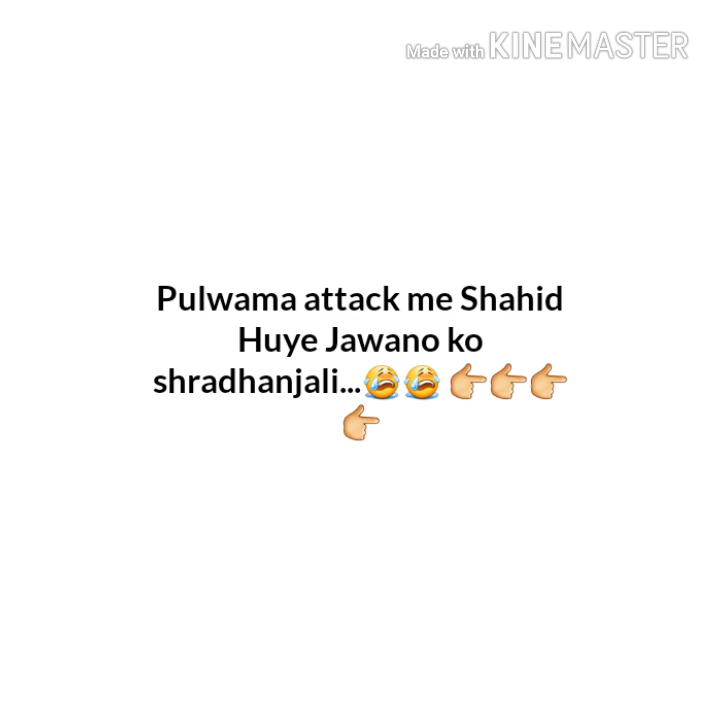 Made with KINEMASTER
Pulwama attack me Shahid
Huye Jawano ko
shradhanjali...😭😭 👉👉👉
👉